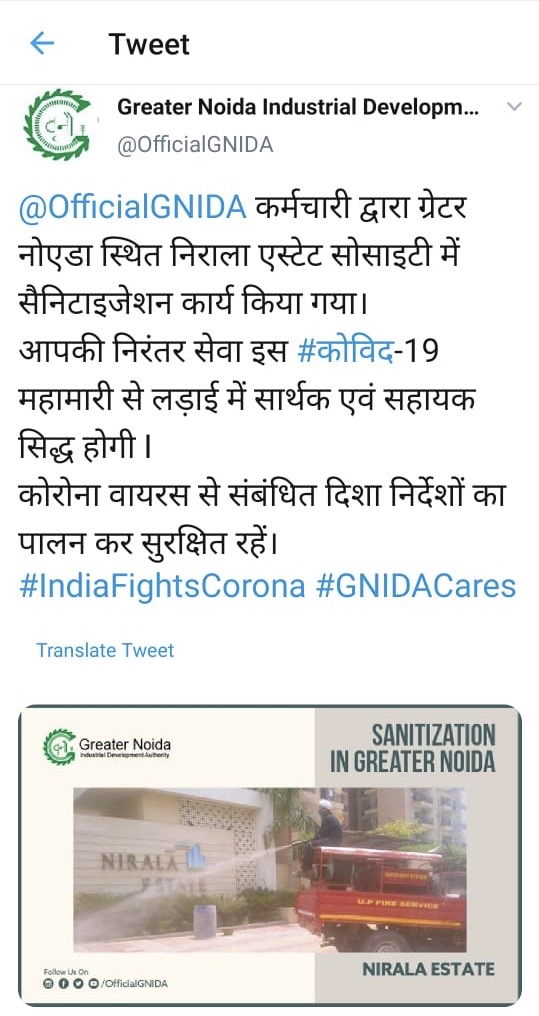 Tweet
Greater Noida Industrial Developm...
@OfficialGNIDA
@OfficialGNIDA कर्मचारी द्वारा ग्रेटर
नोएडा स्थित निराला एस्टेट सोसाइटी में
सैनिटाइजेशन कार्य किया गया।
आपकी निरंतर सेवा इस #कोविद-19
महामारी से लड़ाई में सार्थक एवं सहायक
सिद्ध होगी l
कोरोना वायरस से संबंधित दिशा निर्देशों का
पालन कर सुरक्षित रहें।
#IndiaFightsCorona #GNIDACares
Translate Tweet
Greater Noida
Industrial Development Authority
SANITIZATION
IN GREATER NOIDA
NIRALA
ESTATE
U.P FIRE SERVICE
Follow Us On
/OfficialGNIDA
NIRALA ESTATE